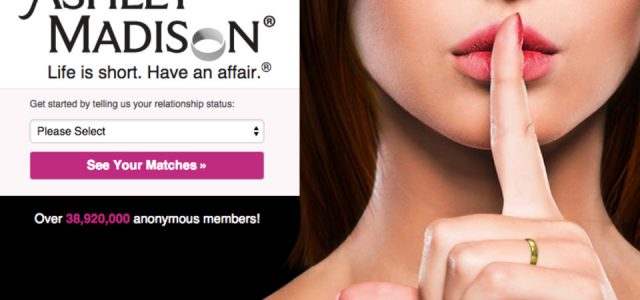 ASHLEY
MADISON®
Life is short. Have an affair.®
Get started by telling us your relationship status:
Please Select
See Your Matches »
Over 38,920,000 anonymous members!